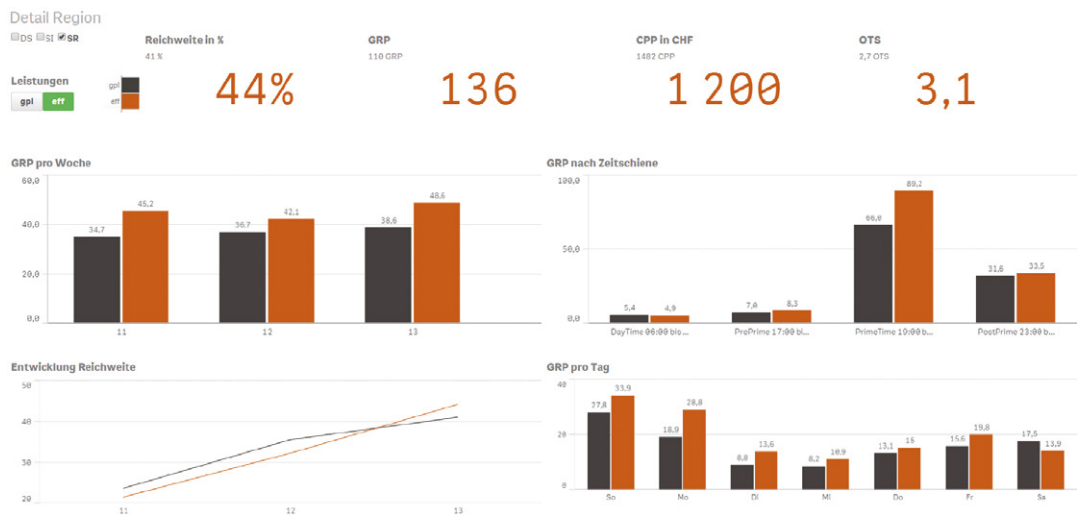 Detail Region
DS SI SR
Reichweite in %
41 %
44%
GRP
110 GRP
136
CPP in CHF
1482 CPP
1 200
OTS
2,7 OTS
3,1
Leistungen
gpl eff
gpl
eff
GRP pro Woche
60,0
40,0
20,0
0,0
34,7 45,2
36,7 42,1
38,6 48,6
11 12 13
GRP nach Zeitschiene
100,0
50,0
0,0
5,4 4,9
7,0 8,3
66,0 89,2
31,6 33,5
DayTime 06:00 blo... PrePrime 17:00 bl... PrimeTime 19:00 b... PostPrime 23:00 b...
Entwicklung Reichweite
50
40
30
20
11 12 13
GRP pro Tag
40
20
0
27,8 33,9
18,9 28,8
8,8 13,6
8,2 10,9
13,1 15
15,6 19,8
17,5 13,9
So Mo Di Mi Do Fr Sa